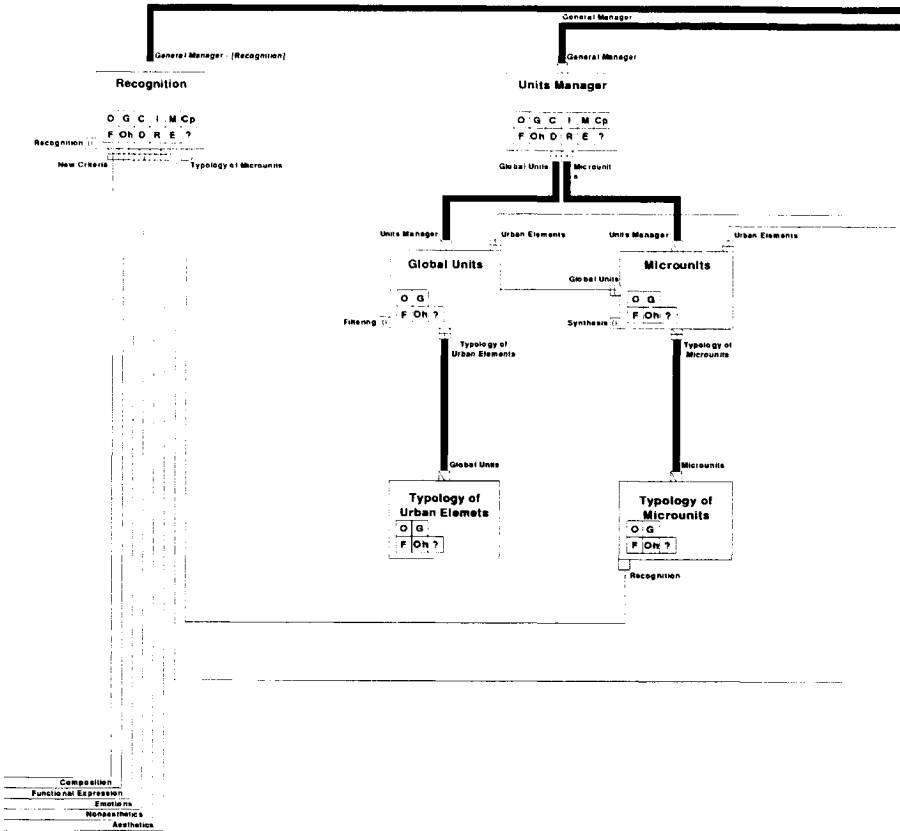 General Manager
General Manager - [Recognition]
General Manager
Recognition
Units Manager
O G C I M Cp
F Oh D R E ?
O G C I M Cp
F Oh D R E ?
Recognition
New Criteria
Typology of Microunits
Global Units
Microunit
s
Units Manager
Urban Elements
Units Manager
Urban Elements
Global Units
Microunits
Global Units
O G
F Oh ?
O G
F Oh ?
Filtering
Synthesis
Typology of
Urban Elements
Typology of
Microunits
Global Units
Microunits
Typology of
Urban Elemets
Typology of
Microunits
O G
F Oh ?
O G
F Oh ?
Recognition
Composition
Functional Expression
Emotions
Nonaesthetics
Aesthetics